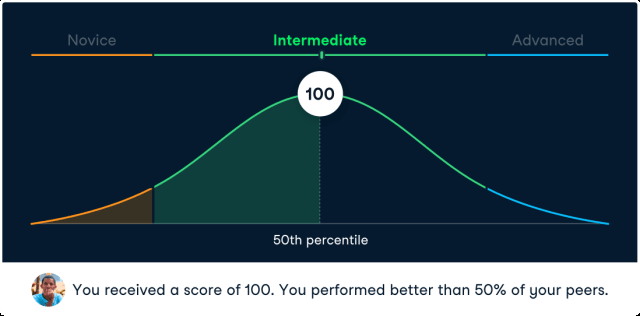 Novice Intermediate Advanced
100
50th percentile
You received a score of 100. You performed better than 50% of your peers.